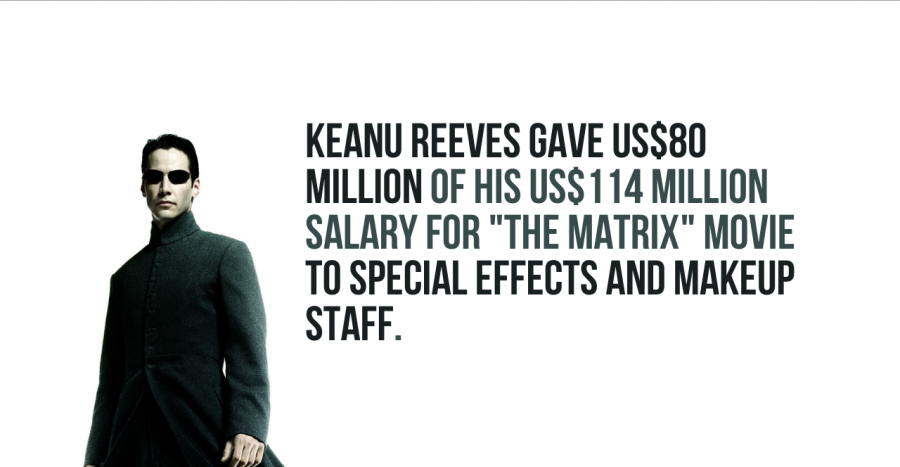 KEANU REEVES GAVE US$80
MILLION OF HIS US$114 MILLION
SALARY FOR "THE MATRIX" MOVIE
TO SPECIAL EFFECTS AND MAKEUP
STAFF.